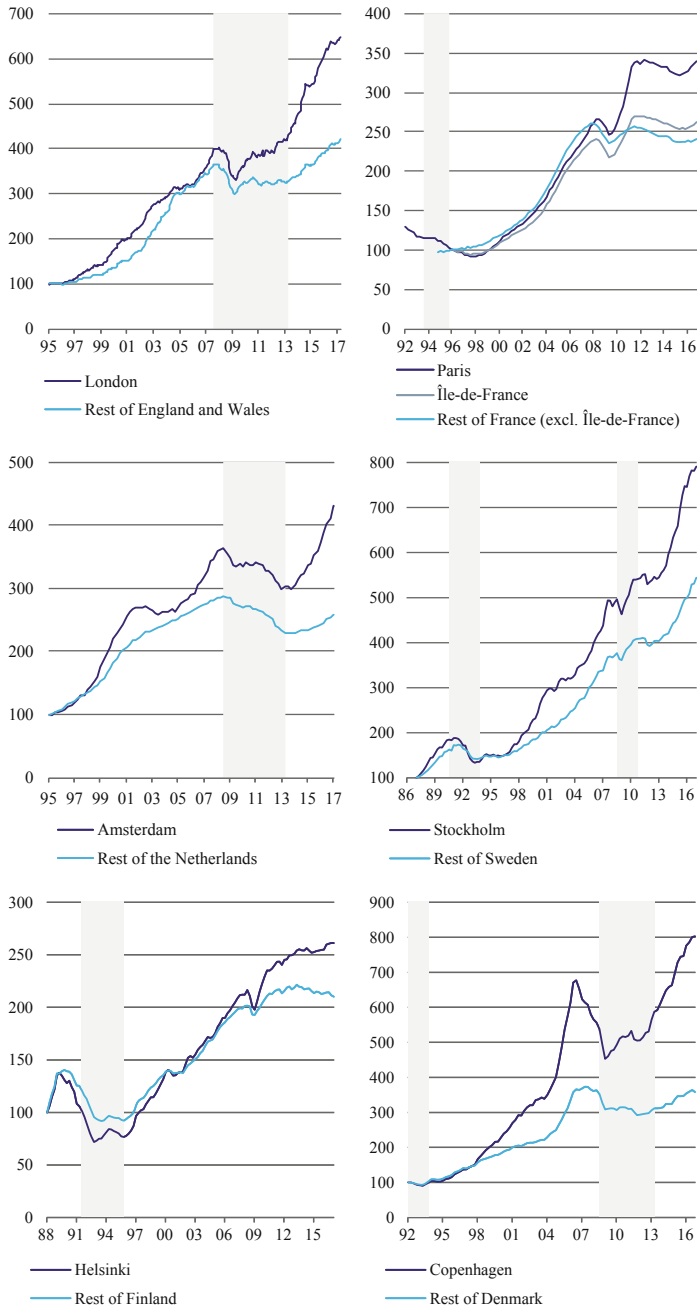 700
600
500
400
300
200
100
0
95 97 99 01 03 05 07 09 11 13 15 17
London
Rest of England and Wales
400
350
300
250
200
150
100
50
0
92 94 96 98 00 02 04 06 08 10 12 14 16
Paris
Île-de-France
Rest of France (excl. Île-de-France)
500
400
300
200
100
0
95 97 99 01 03 05 07 09 11 13 15 17
Amsterdam
Rest of the Netherlands
800
700
600
500
400
300
200
100
86 89 92 95 98 01 04 07 10 13 16
Stockholm
Rest of Sweden
300
250
200
150
100
50
0
88 91 94 97 00 03 06 09 12 15
Helsinki
Rest of Finland
900
800
700
600
500
400
300
200
100
0
92 95 98 01 04 07 10 13 16
Copenhagen
Rest of Denmark